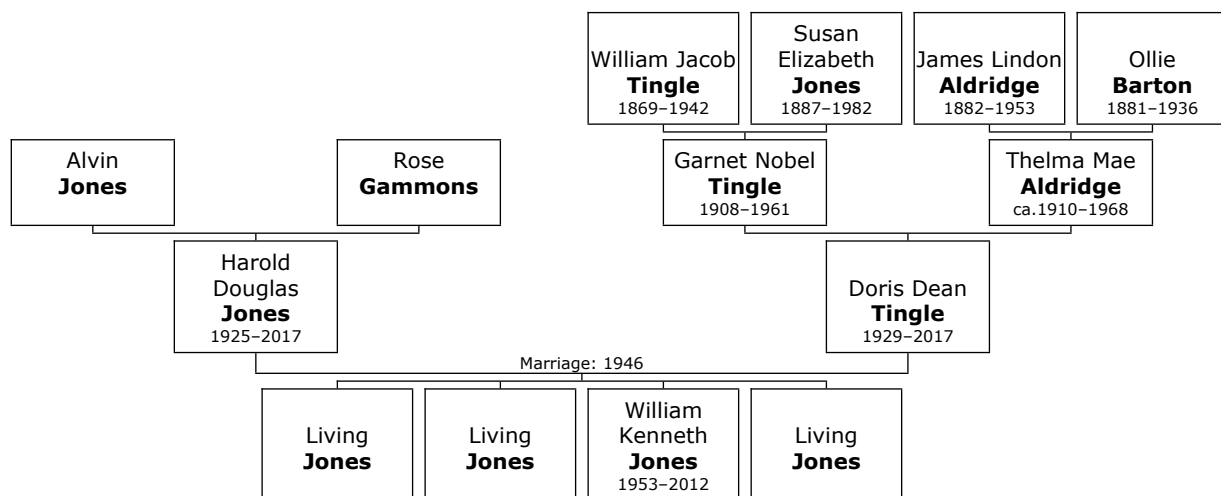 William Jacob
Tingle
1869–1942
Susan
Elizabeth
Jones
1887–1982
James Lindon
Aldridge
1882–1953
Ollie
Barton
1881–1936
Alvin
Jones
Rose
Gammons
Garnet Nobel
Tingle
1908–1961
Thelma Mae
Aldridge
ca.1910–1968
Harold
Douglas
Jones
1925–2017
Doris Dean
Tingle
1929–2017
Marriage: 1946
Living
Jones
Living
Jones
William
Kenneth
Jones
1953–2012
Living
Jones